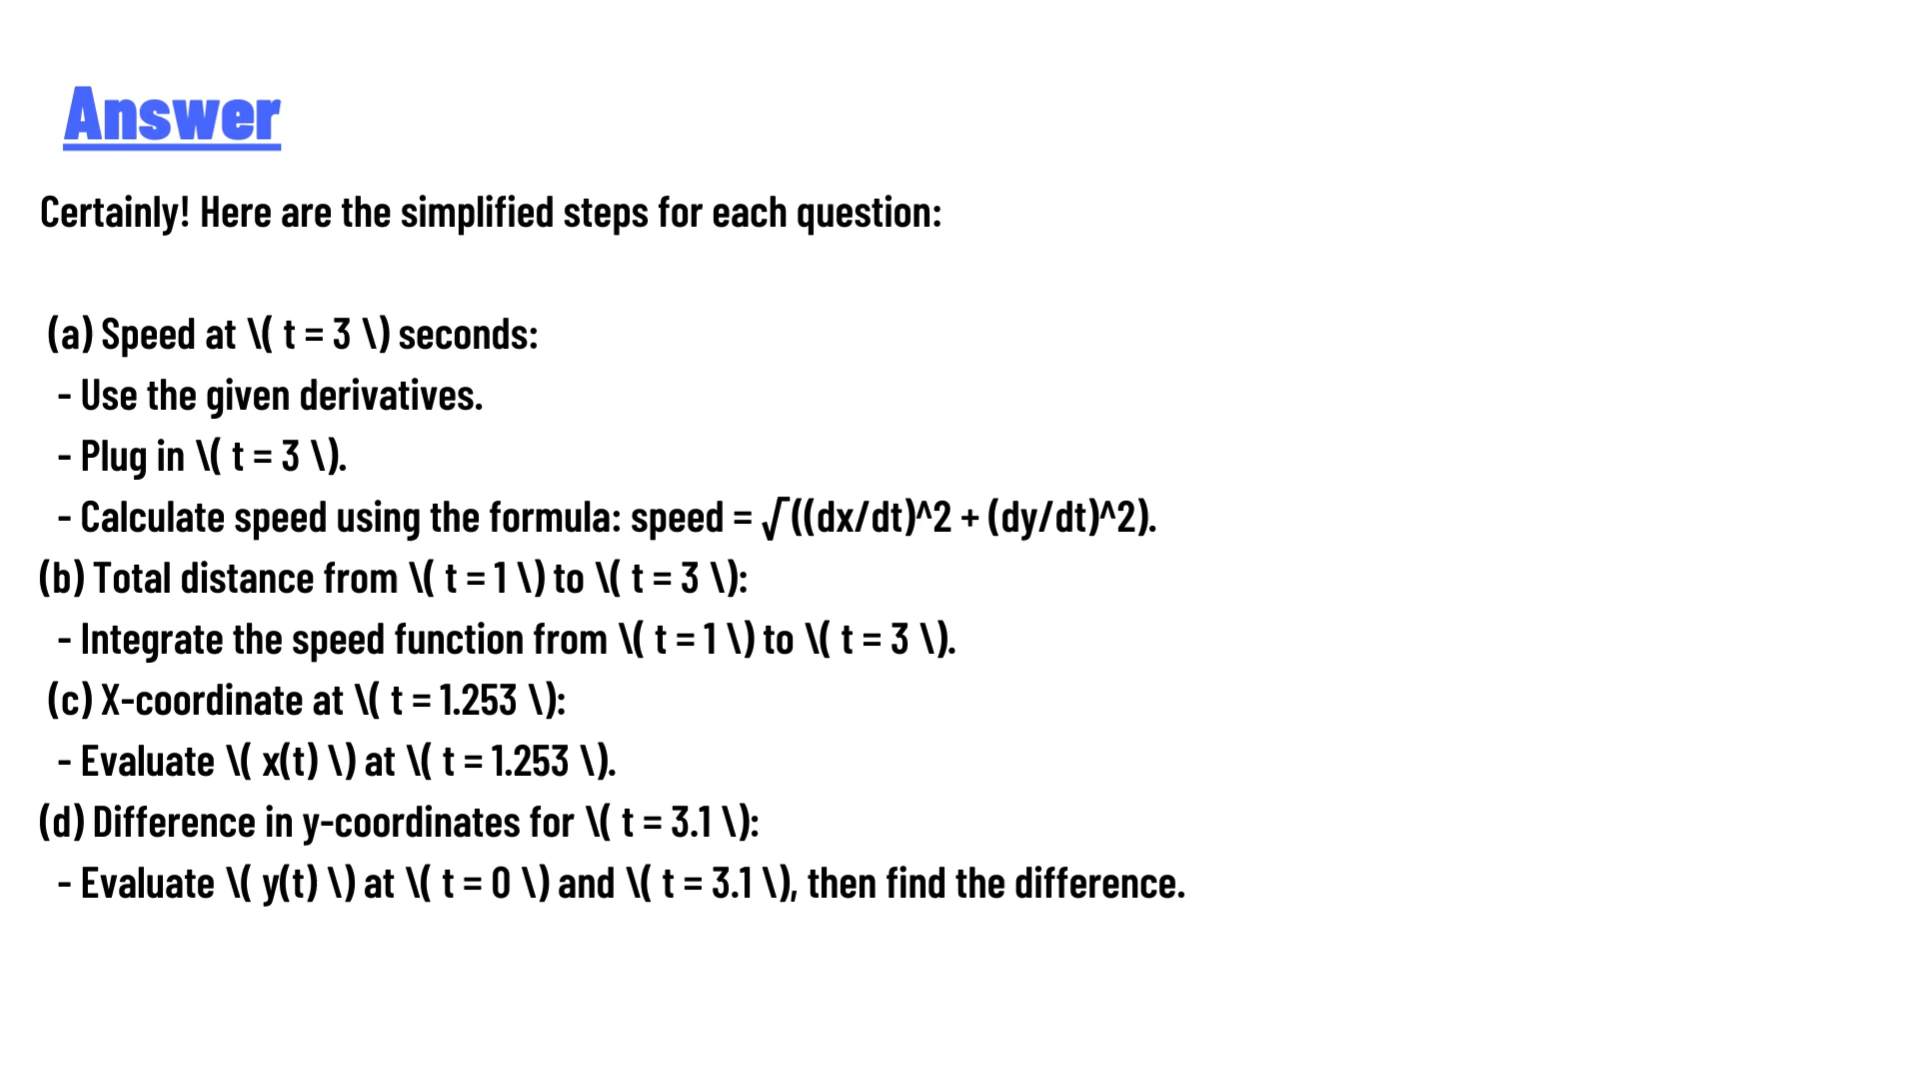 Answer
Certainly! Here are the simplified steps for each question:
(a) Speed at \( t = 3 \) seconds:
- Use the given derivatives.
- Plug in \( t = 3 \).
- Calculate speed using the formula: speed = √((dx/dt)^2 + (dy/dt)^2).
(b) Total distance from \( t = 1 \) to \( t = 3 \):
- Integrate the speed function from \( t = 1 \) to \( t = 3 \).
(c) X-coordinate at \( t = 1.253 \):
- Evaluate \( x(t) \) at \( t = 1.253 \).
(d) Difference in y-coordinates for \( t = 3.1 \):
- Evaluate \( y(t) \) at \( t = 0 \) and \( t = 3.1 \), then find the difference.